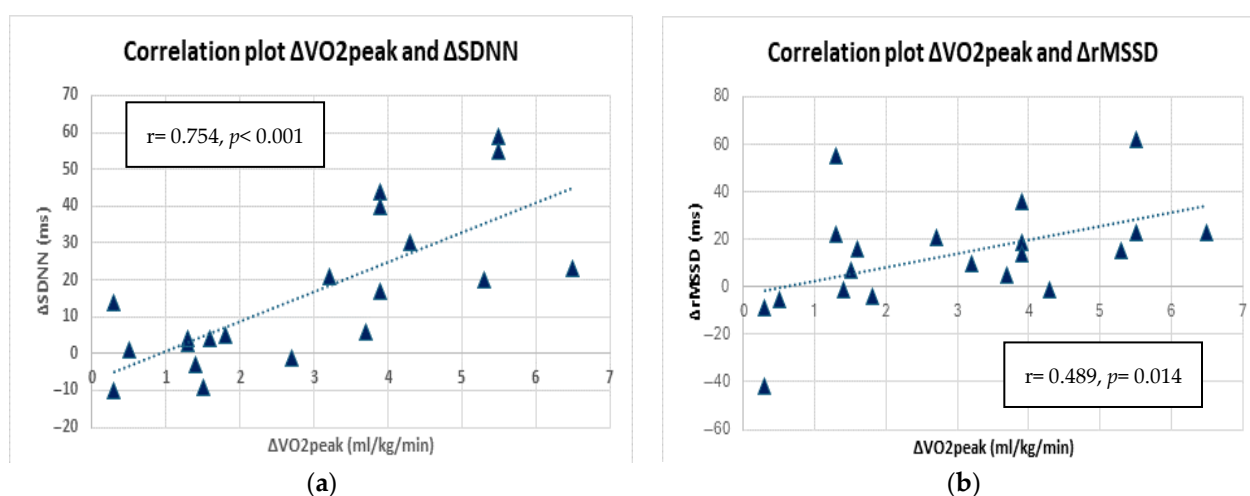 Correlation plot ΔVO2peak and ΔSDNN
70
60
50
40
30
20
10
0
–10
–20
0 1 2 3 4 5 6 7
r= 0.754, p< 0.001
ΔSDNN (ms)
ΔVO2peak (ml/kg/min)
(a)
Correlation plot ΔVO2peak and ΔrMSSD
80
60
40
20
0
–20
–40
–60
0 1 2 3 4 5 6 7
r= 0.489, p= 0.014
ΔrMSSD (ms)
ΔVO2peak (ml/kg/min)
(b)